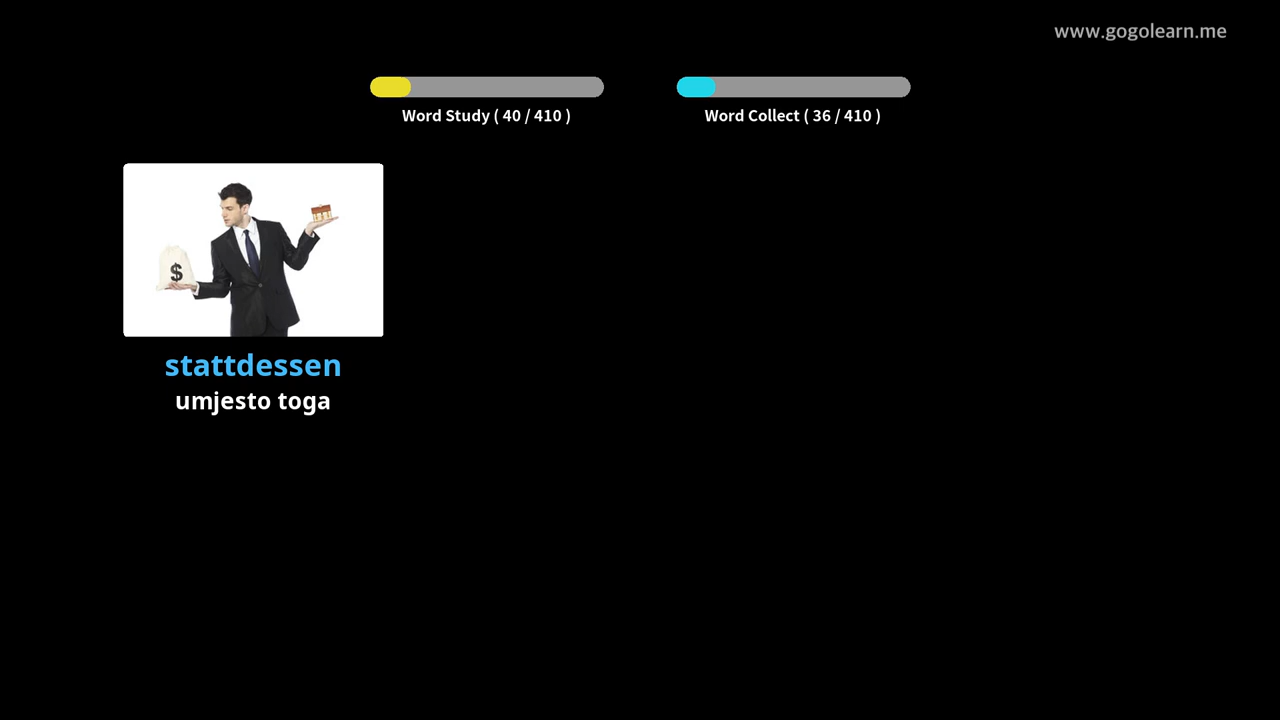 www.gogolearn.me
Word Study ( 40 / 410 )
Word Collect ( 36 / 410 )
$
stattdessen
umjesto toga